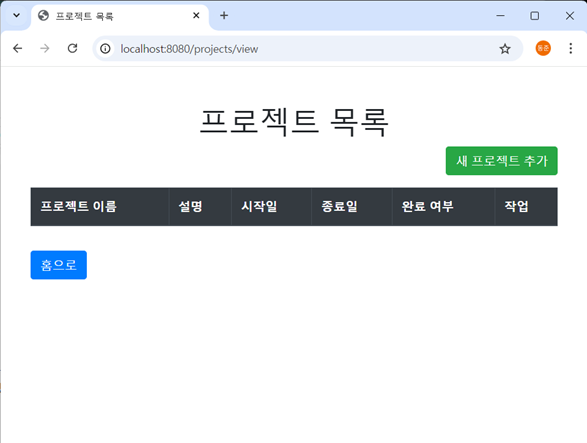 프로젝트 목록
localhost:8080/projects/view
동준
프로젝트 목록
새 프로젝트 추가
프로젝트 이름 설명 시작일 종료일 완료 여부 작업
홈으로